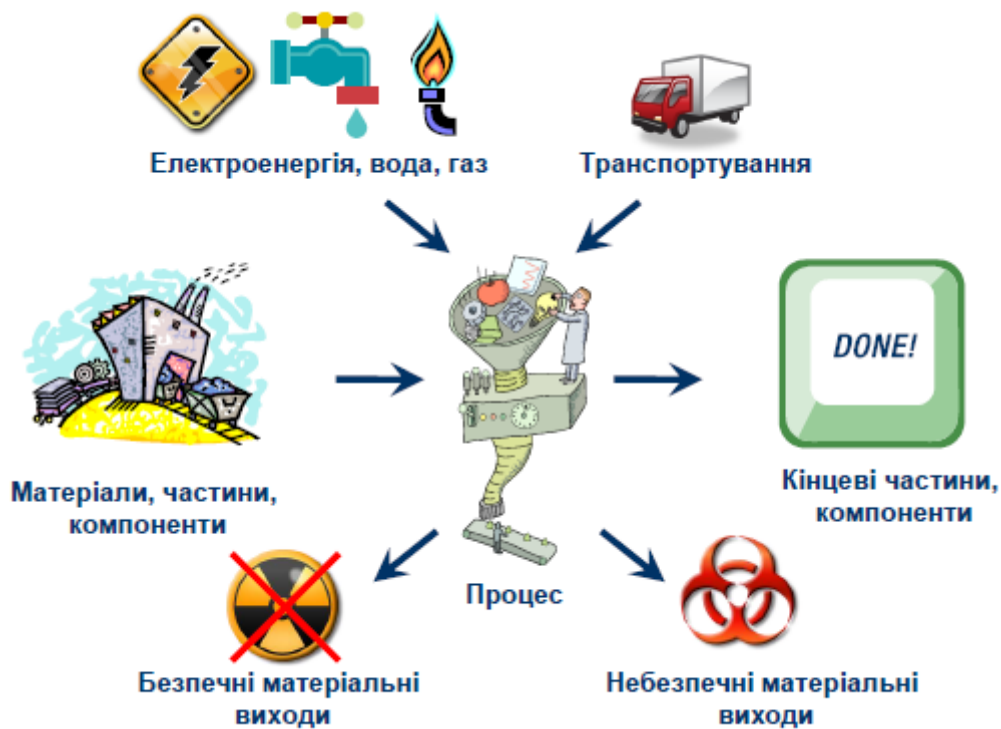 Електроенергія, вода, газ
Транспортування
DONE!
Матеріали, частини,
компоненти
Кінцеві частини,
компоненти
Процес
Безпечні матеріальні
виходи
Небезпечні матеріальні
виходи